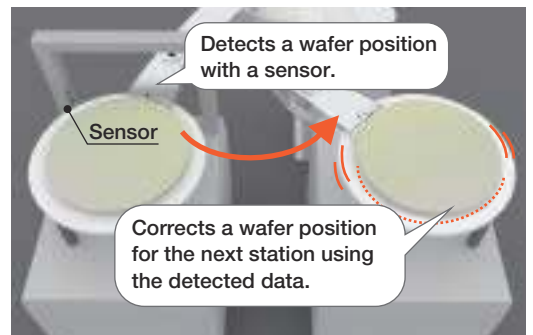 Detects a wafer position
with a sensor.
Sensor
Corrects a wafer position
for the next station using
the detected data.